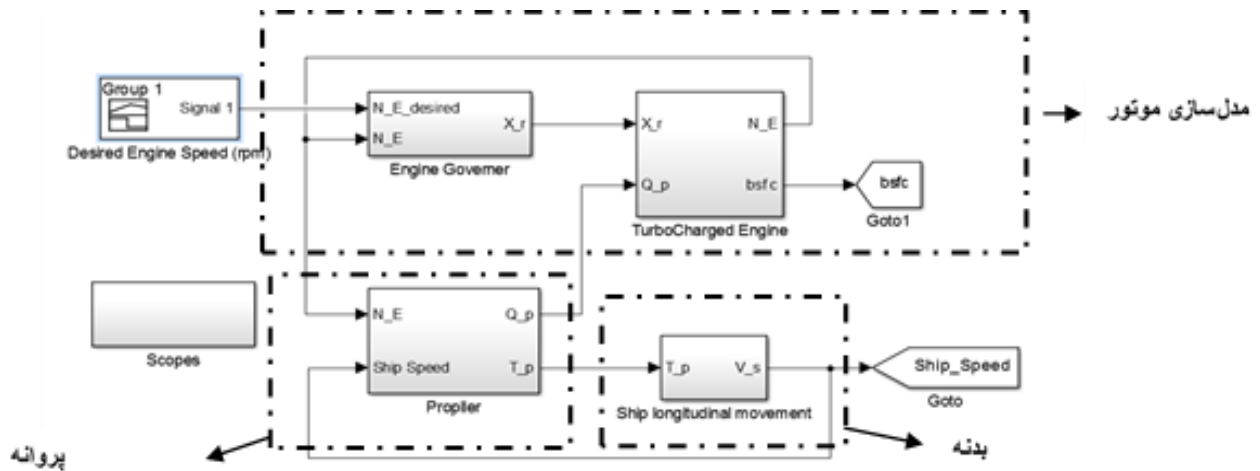 Group 1
Signal 1
Desired Engine Speed (rpm)
N_E_desired
N_E
X_r
Engine Governer
X_r
Q_p
N_E
bsfc
TurboCharged Engine
bsfc
Goto1
مدل‌سازی موتور
Scopes
N_E
Ship Speed
Q_p
T_p
Propller
T_p
V_s
Ship longitudinal movement
Ship_Speed
Goto
پروانه
بدنه